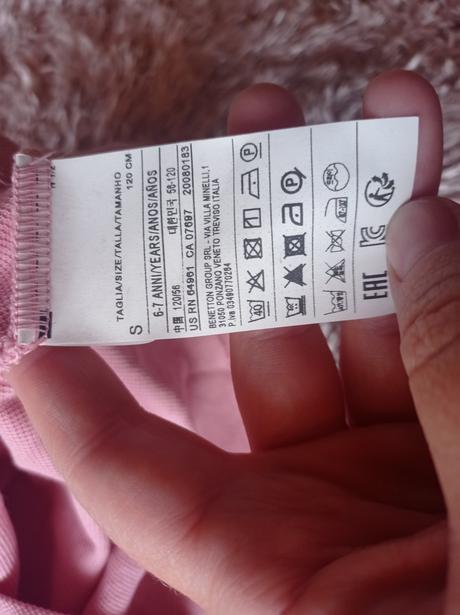 TAGLIA/SIZE/TALLA/TAMANHO
120 CM
S
6-7 ANNI/YEARS/ANOS/AÑOS
대한민국 56-120
中国 120/56
US RN 64961 CA 07697 20080183
BENETTON GROUP SRL - VIA VILLA MINELLI,1
31050 PONZANO VENETO TREVISO ITALIA
P.iva 03490770264
40
P
P
EAC